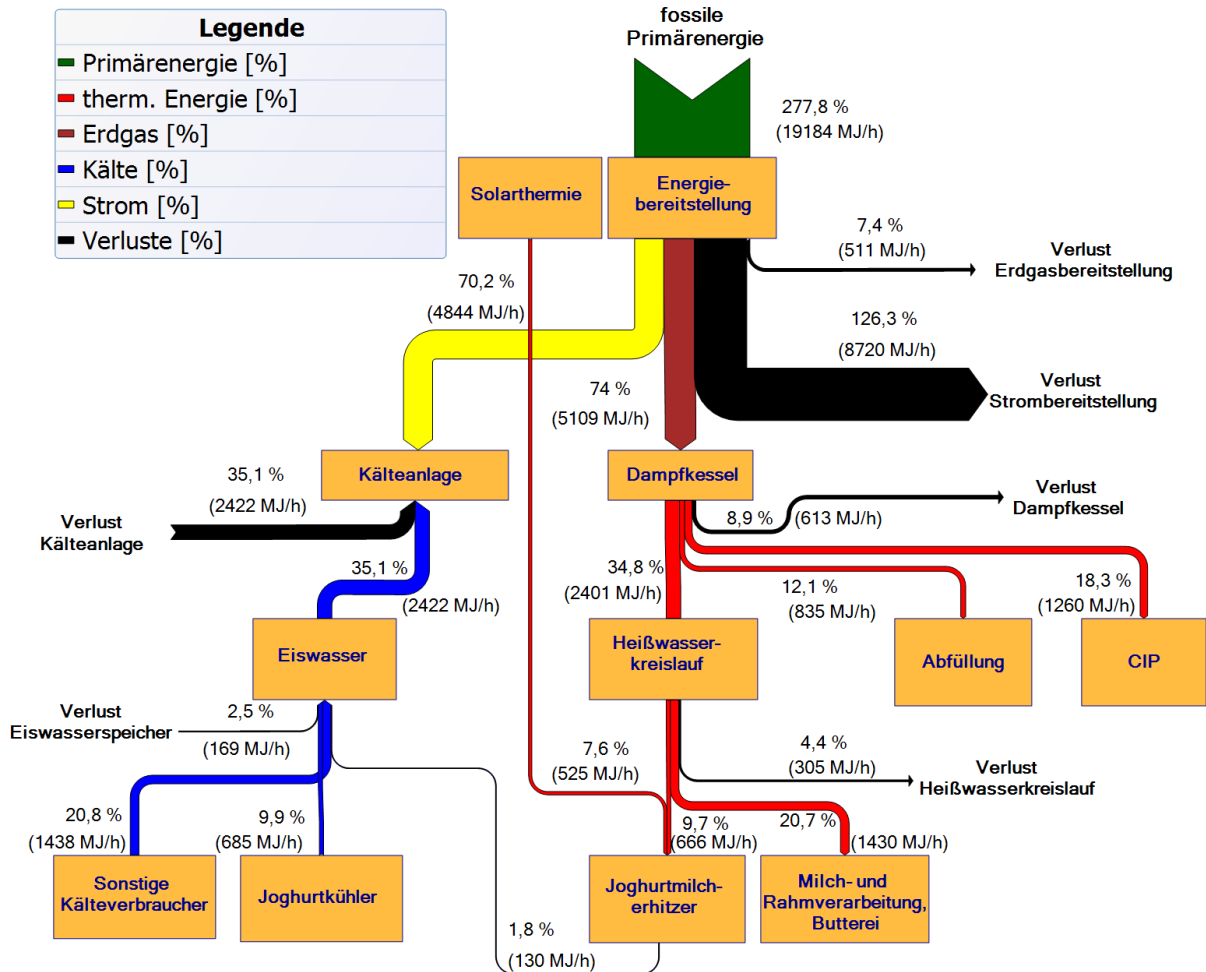 Legende
Primärenergie [%]
therm. Energie [%]
Erdgas [%]
Kälte [%]
Strom [%]
Verluste [%]
fossile
Primärenergie
277,8 %
(19184 MJ/h)
Solarthermie
Energie-
bereitstellung
7,4 %
(511 MJ/h)
Verlust
Erdgasbereitstellung
70,2 %
(4844 MJ/h)
126,3 %
(8720 MJ/h)
Verlust
Strombereitstellung
74 %
(5109 MJ/h)
Kälteanlage
Dampfkessel
35,1 %
(2422 MJ/h)
Verlust
Kälteanlage
8,9 %
(613 MJ/h)
Verlust
Dampfkessel
35,1 %
(2422 MJ/h)
34,8 %
(2401 MJ/h)
12,1 %
(835 MJ/h)
18,3 %
(1260 MJ/h)
Eiswasser
Heißwasser-
kreislauf
Abfüllung
CIP
Verlust
Eiswasserspeicher
2,5 %
(169 MJ/h)
7,6 %
(525 MJ/h)
4,4 %
(305 MJ/h)
Verlust
Heißwasserkreislauf
20,8 %
(1438 MJ/h)
9,9 %
(685 MJ/h)
9,7 %
(666 MJ/h)
20,7 %
(1430 MJ/h)
Sonstige
Kälteverbraucher
Joghurtkühler
Joghurtmilch-
erhitzer
Milch- und
Rahmverarbeitung,
Butterei
1,8 %
(130 MJ/h)